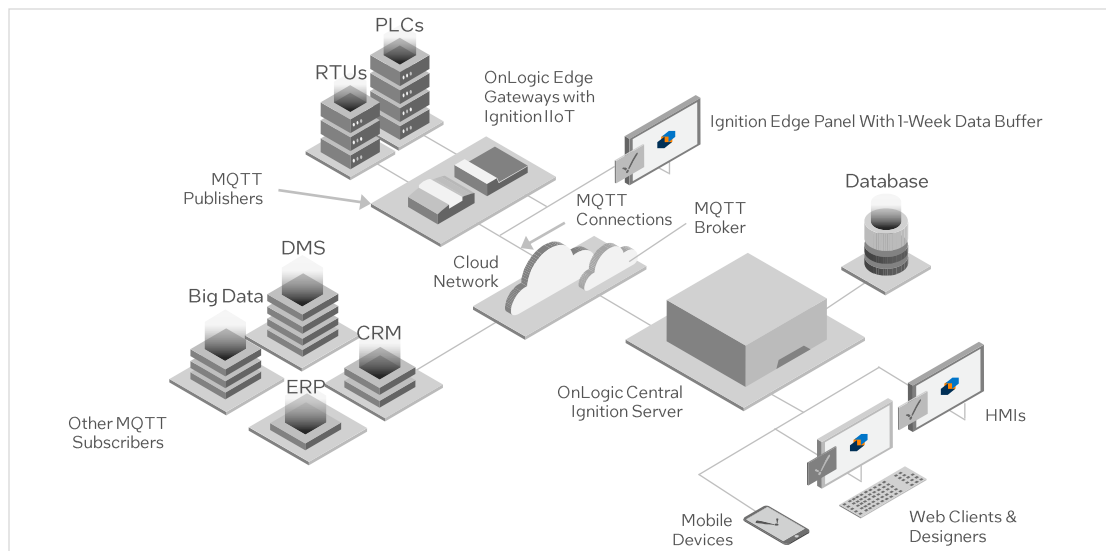 PLCs
RTUs
OnLogic Edge
Gateways with
Ignition IIoT
Ignition Edge Panel With 1-Week Data Buffer
MQTT
Publishers
MQTT
Connections
MQTT
Broker
Database
Cloud
Network
DMS
Big Data
CRM
ERP
Other MQTT
Subscribers
OnLogic Central
Ignition Server
HMIs
Mobile
Devices
Web Clients &
Designers